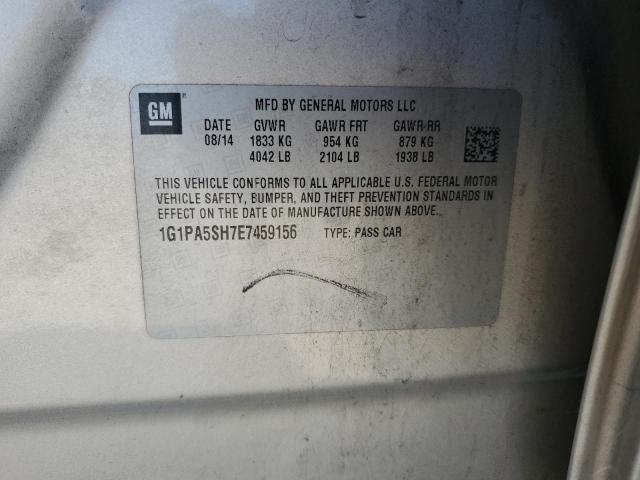 GM
MFD BY GENERAL MOTORS LLC
DATE GVWR GAWR FRT GAWR RR
08/14 1833 KG 954 KG 879 KG
4042 LB 2104 LB 1938 LB
THIS VEHICLE CONFORMS TO ALL APPLICABLE U.S. FEDERAL MOTOR
VEHICLE SAFETY, BUMPER, AND THEFT PREVENTION STANDARDS IN
EFFECT ON THE DATE OF MANUFACTURE SHOWN ABOVE.
1G1PA5SH7E7459156 TYPE: PASS CAR